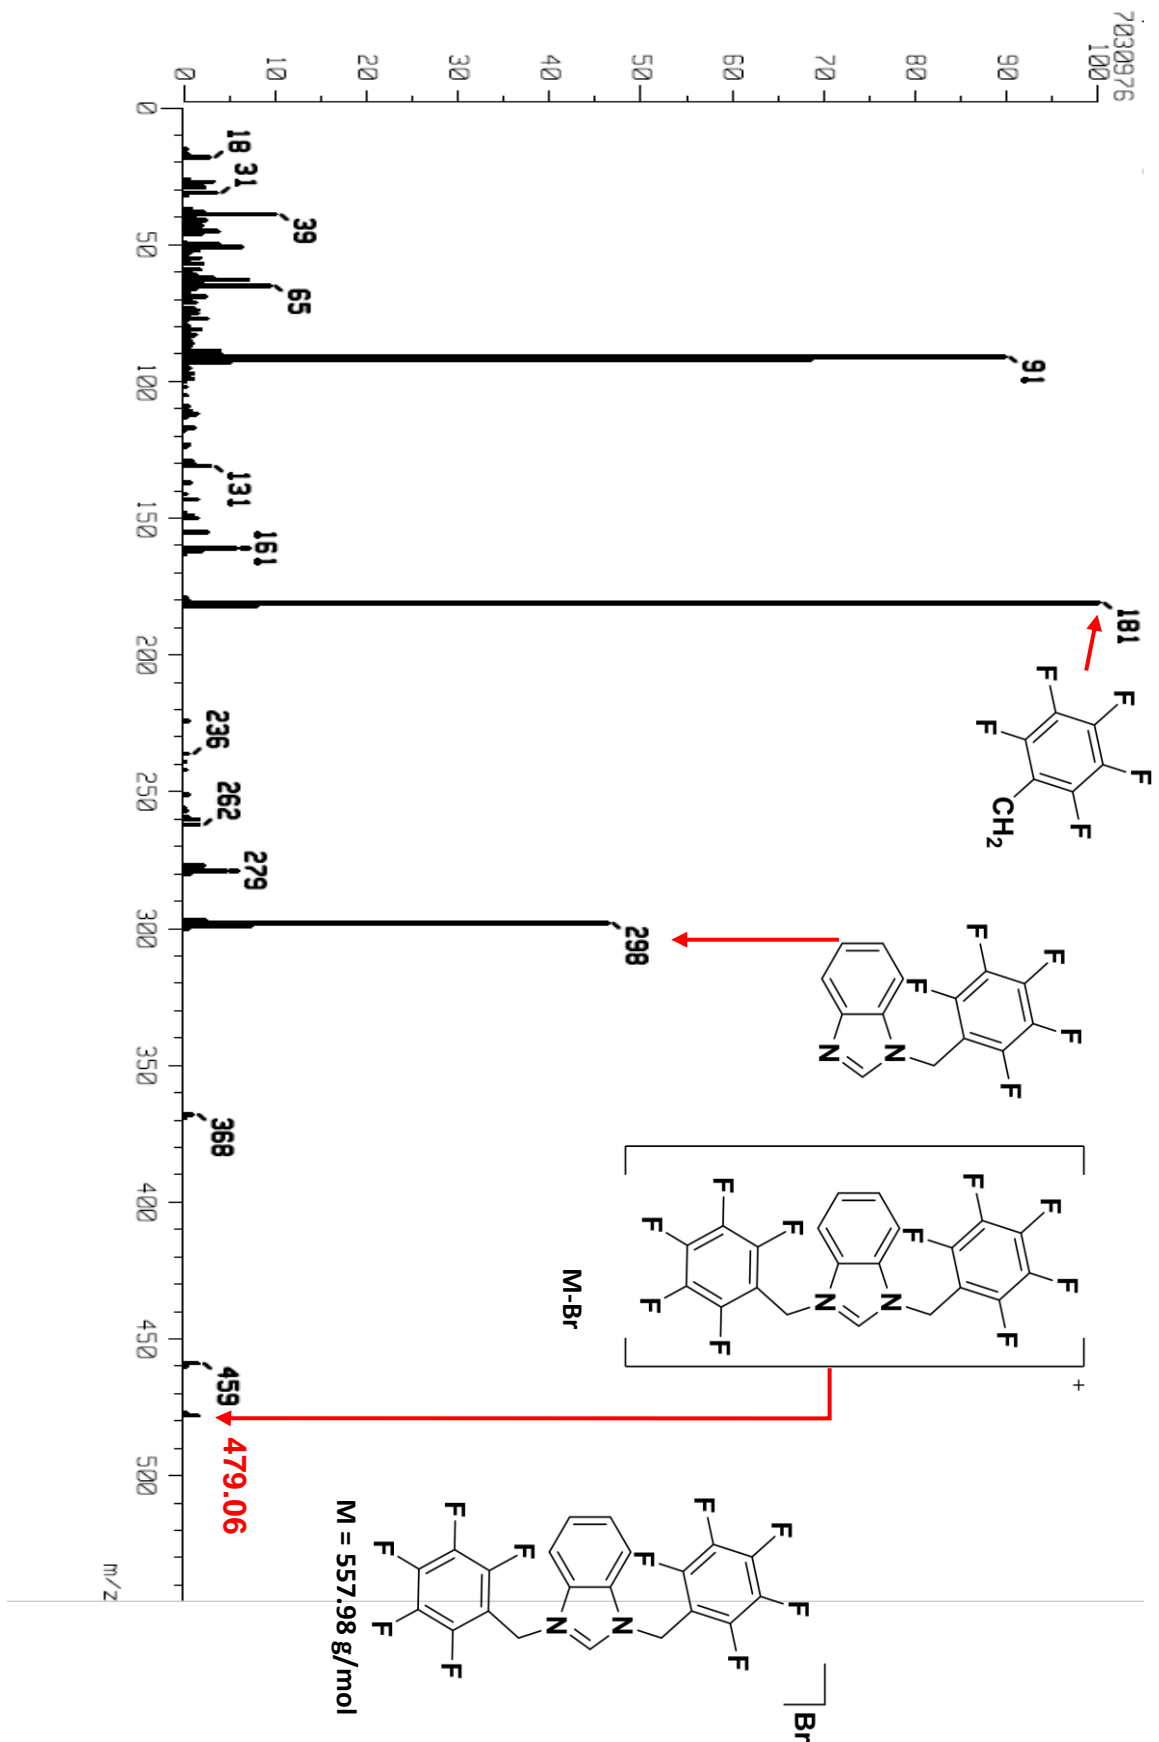 7030976
100
90
80
70
60
50
40
30
20
10
0
0
50
100
150
200
250
300
350
400
450
500
m/z
18
31
39
65
91
131
161
181
236
262
279
298
368
459
479.06
F
F
F
F
F
CH2
F
F
F
F
F
N
N
F
F
F
F
F
F
F
F
F
F
N
N
+
M-Br
F
F
F
F
F
F
F
F
F
F
N
N
Br
M = 557.98 g/mol